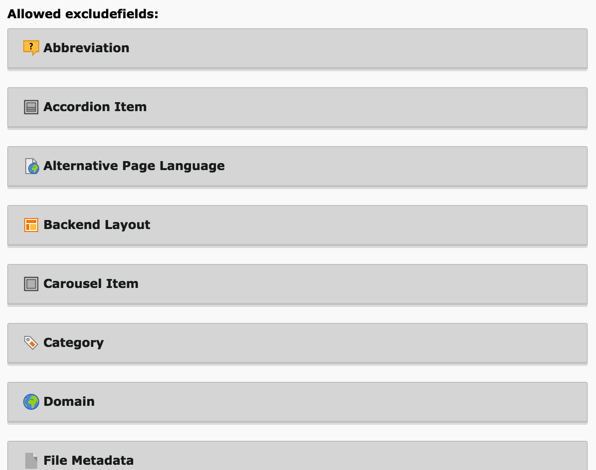 Allowed excludefields:
Abbreviation
Accordion Item
Alternative Page Language
Backend Layout
Carousel Item
Category
Domain
File Metadata